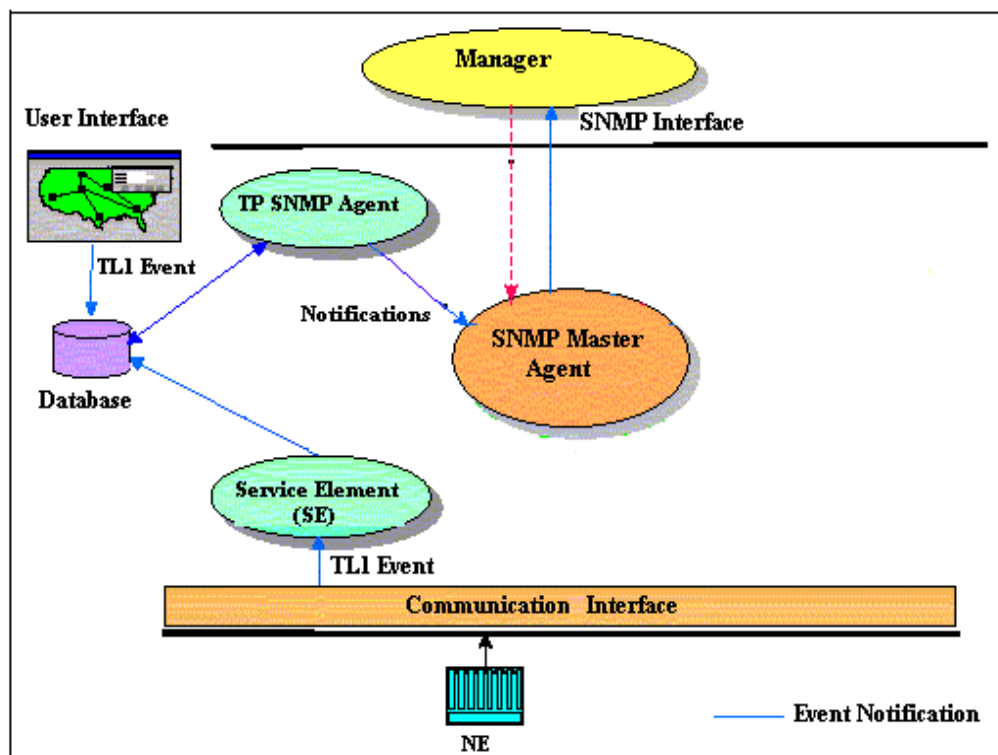 Manager
SNMP Interface
User Interface
TP SNMP Agent
TL1 Event
Notifications
SNMP Master
Agent
Database
Service Element
(SE)
TL1 Event
Communication Interface
NE
Event Notification